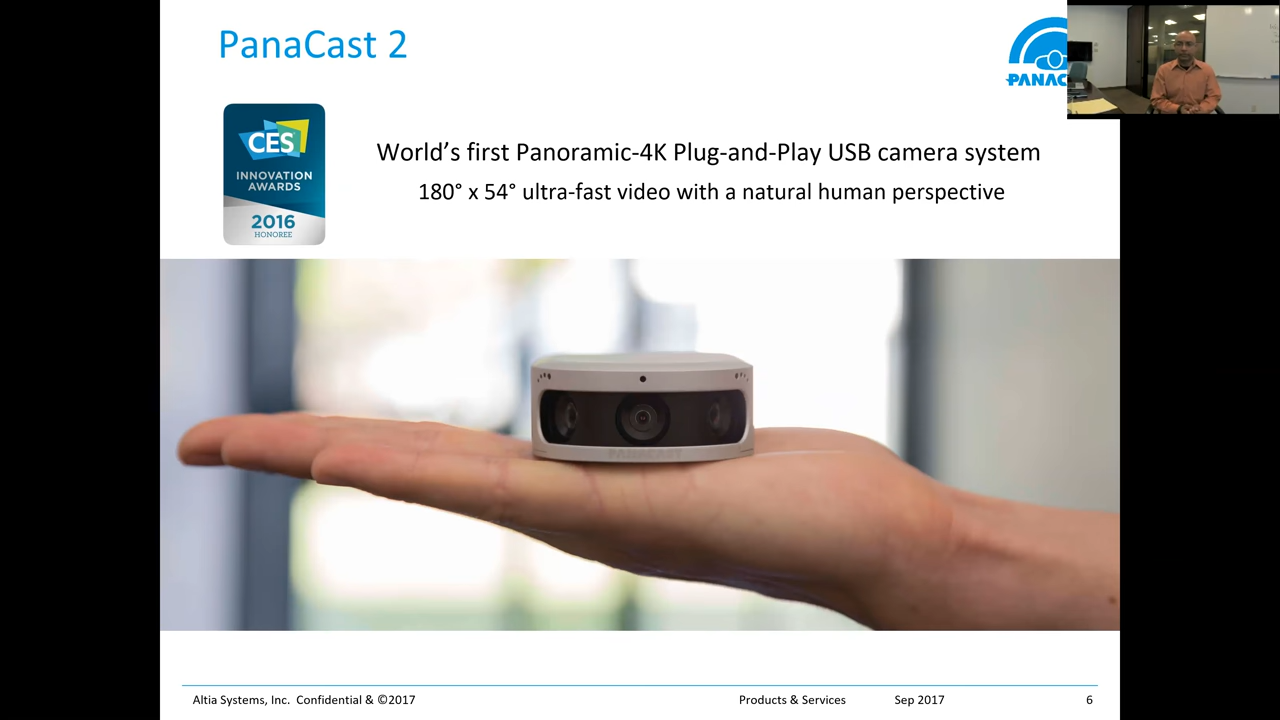 PanaCast 2
CES
INNOVATION
AWARDS
2016
HONOREE
World's first Panoramic-4K Plug-and-Play USB camera system
180° x 54° ultra-fast video with a natural human perspective
PANACAST
Altia Systems, Inc. Confidential & ©2017
Products & Services
Sep 2017
6